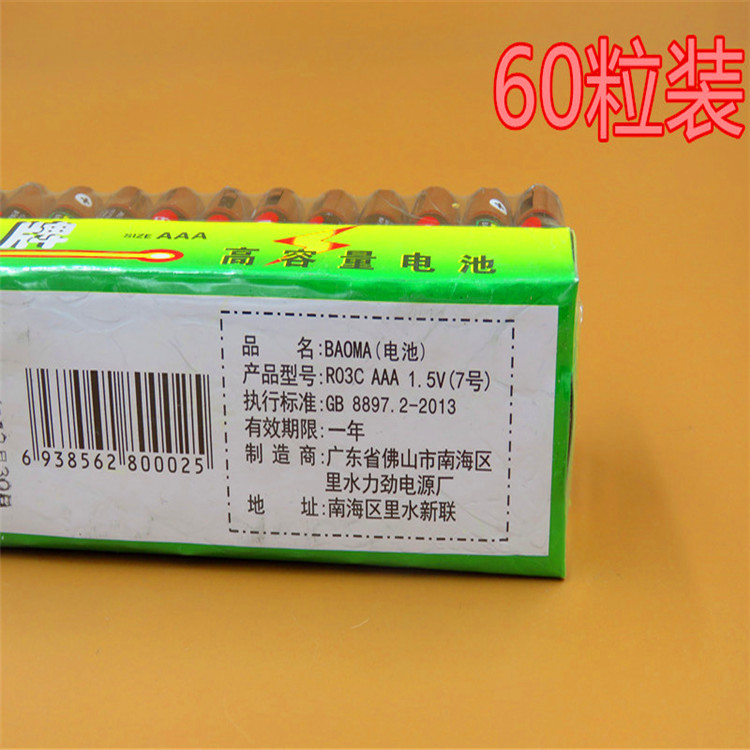 60粒装
牌
SIZE AAA
高容量电池
品 名:BAOMA(电池)
产品型号:R03C AAA 1.5V(7号)
执行标准:GB 8897.2-2013
有效期限:一年
制 造 商:广东省佛山市南海区
里水力劲电源厂
地 址:南海区里水新联
6 938562 800025